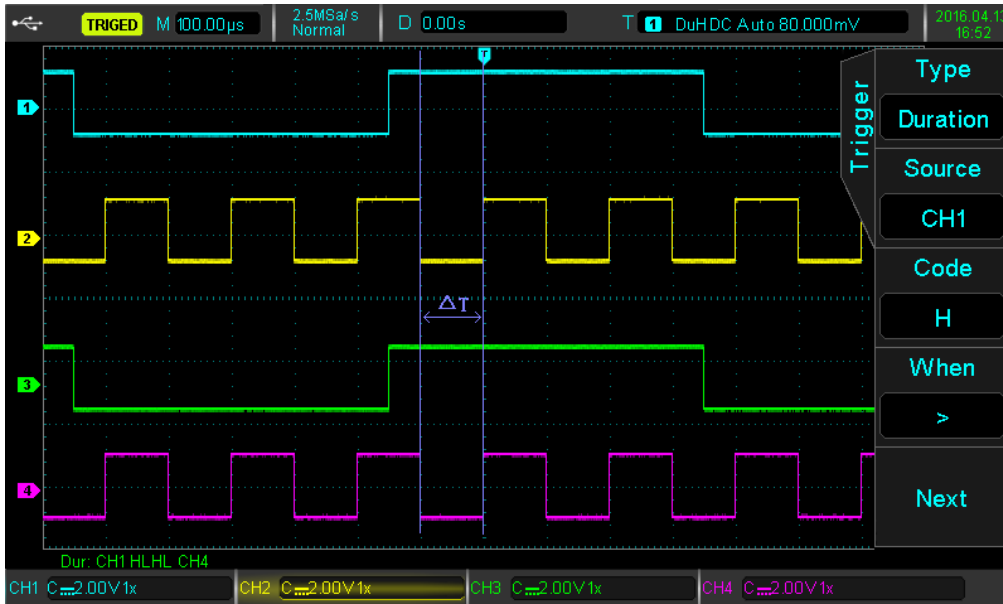 TRIGED M 100.00μs 2.5MSa/s Normal D 0.00s T 1 DuHDC Auto 80.000mV 2016.04.13 16:52
T
1
2
3
4
ΔT
Trigger
Type
Duration
Source
CH1
Code
H
When
>
Next
Dur: CH1 HLHL CH4
CH1 C 2.00V 1x CH2 C 2.00V 1x CH3 C 2.00V 1x CH4 C 2.00V 1x